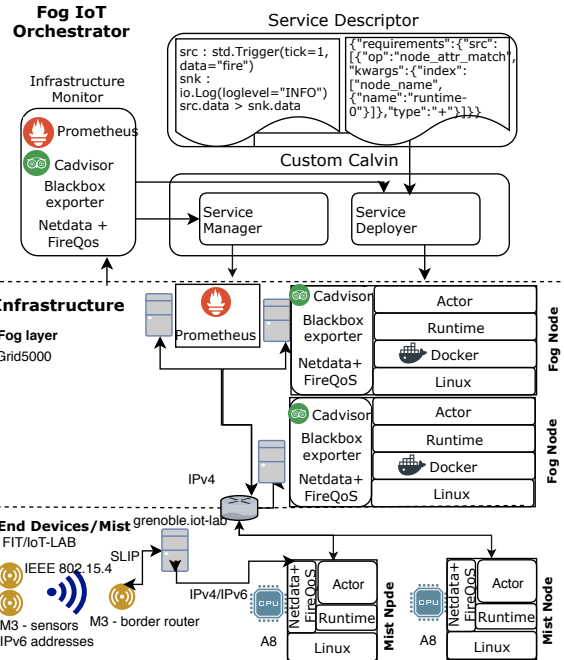 Fog IoT
Orchestrator
Service Descriptor
src : std.Trigger(tick=1,
data="fire")
snk :
io.Log(loglevel="INFO")
src.data > snk.data
{"requirements":{"src":
[{"op":"node_attr_match",
"kwargs":{"index":
["node_name",
{"name":"runtime-
0"}]},"type":"+"}]}}
Infrastructure
Monitor
Prometheus
Cadvisor
Blackbox
exporter
Netdata +
FireQos
Custom Calvin
Service
Manager
Service
Deployer
Infrastructure
Fog layer
Grid5000
Prometheus
Cadvisor
Blackbox
exporter
Netdata+
FireQoS
Actor
Runtime
Docker
Linux
Fog Node
Cadvisor
Blackbox
exporter
Netdata+
FireQoS
Actor
Runtime
Docker
Linux
Fog Node
IPv4
grenoble.iot-lab
End Devices/Mist
FIT/IoT-LAB
SLIP
IEEE 802.15.4
IPv4/IPv6
M3 - sensors
IPv6 addresses
M3 - border router
CPU
A8
Netdata+
FireQoS
Actor
Runtime
Linux
Mist Npde
CPU
A8
Netdata+
FireQoS
Actor
Runtime
Linux
Mist Node